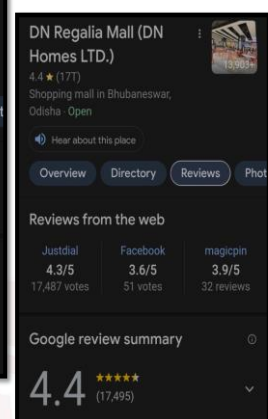 DN Regalia Mall (DN
Homes LTD.)
13,903+
4.4 ★ (17T)
Shopping mall in Bhubaneswar,
Odisha · Open
Hear about this place
Overview Directory Reviews Phot
Reviews from the web
Justdial Facebook magicpin
4.3/5 3.6/5 3.9/5
17,487 votes 51 votes 32 reviews
Google review summary
4.4 ★★★★★ (17,495)